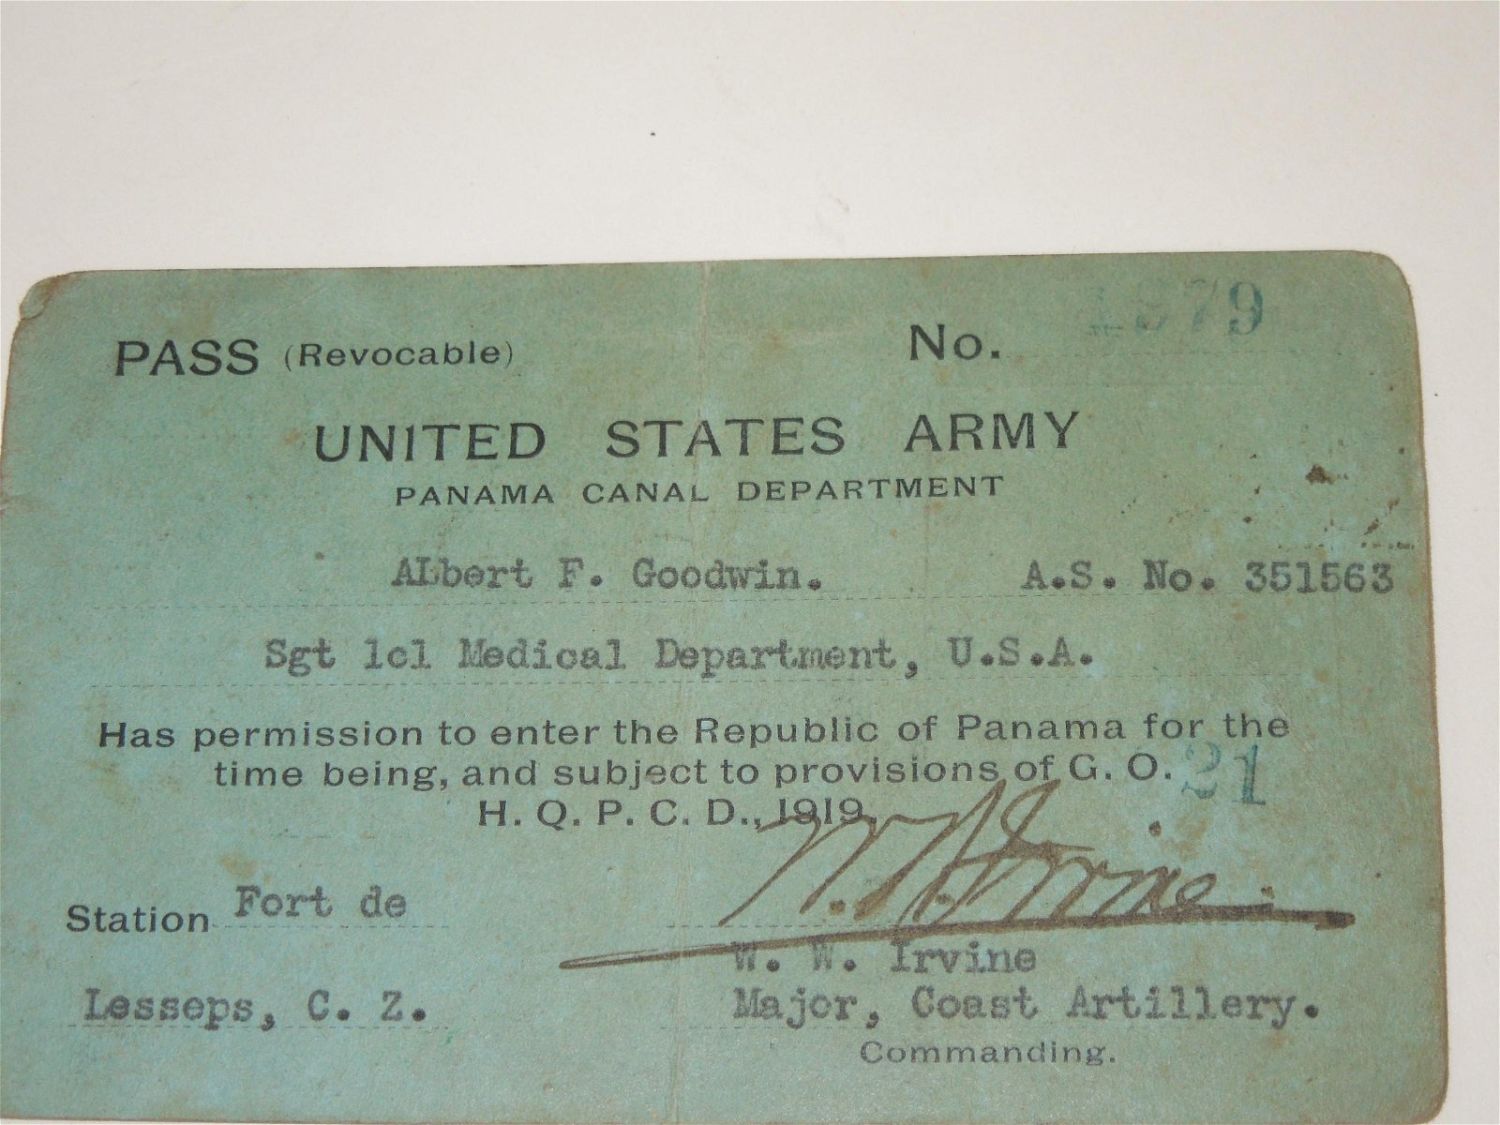 PASS (Revocable) No. 1379
UNITED STATES ARMY
PANAMA CANAL DEPARTMENT
ALbert F. Goodwin. A.S. No. 351563
Sgt 1cl Medical Department, U.S.A.
Has permission to enter the Republic of Panama for the
time being, and subject to provisions of G. O. 21
H. Q. P. C. D., 1919.
W. W. Irvine
Station Fort de
W. W. Irvine
Lesseps, C. Z. Major, Coast Artillery.
Commanding.